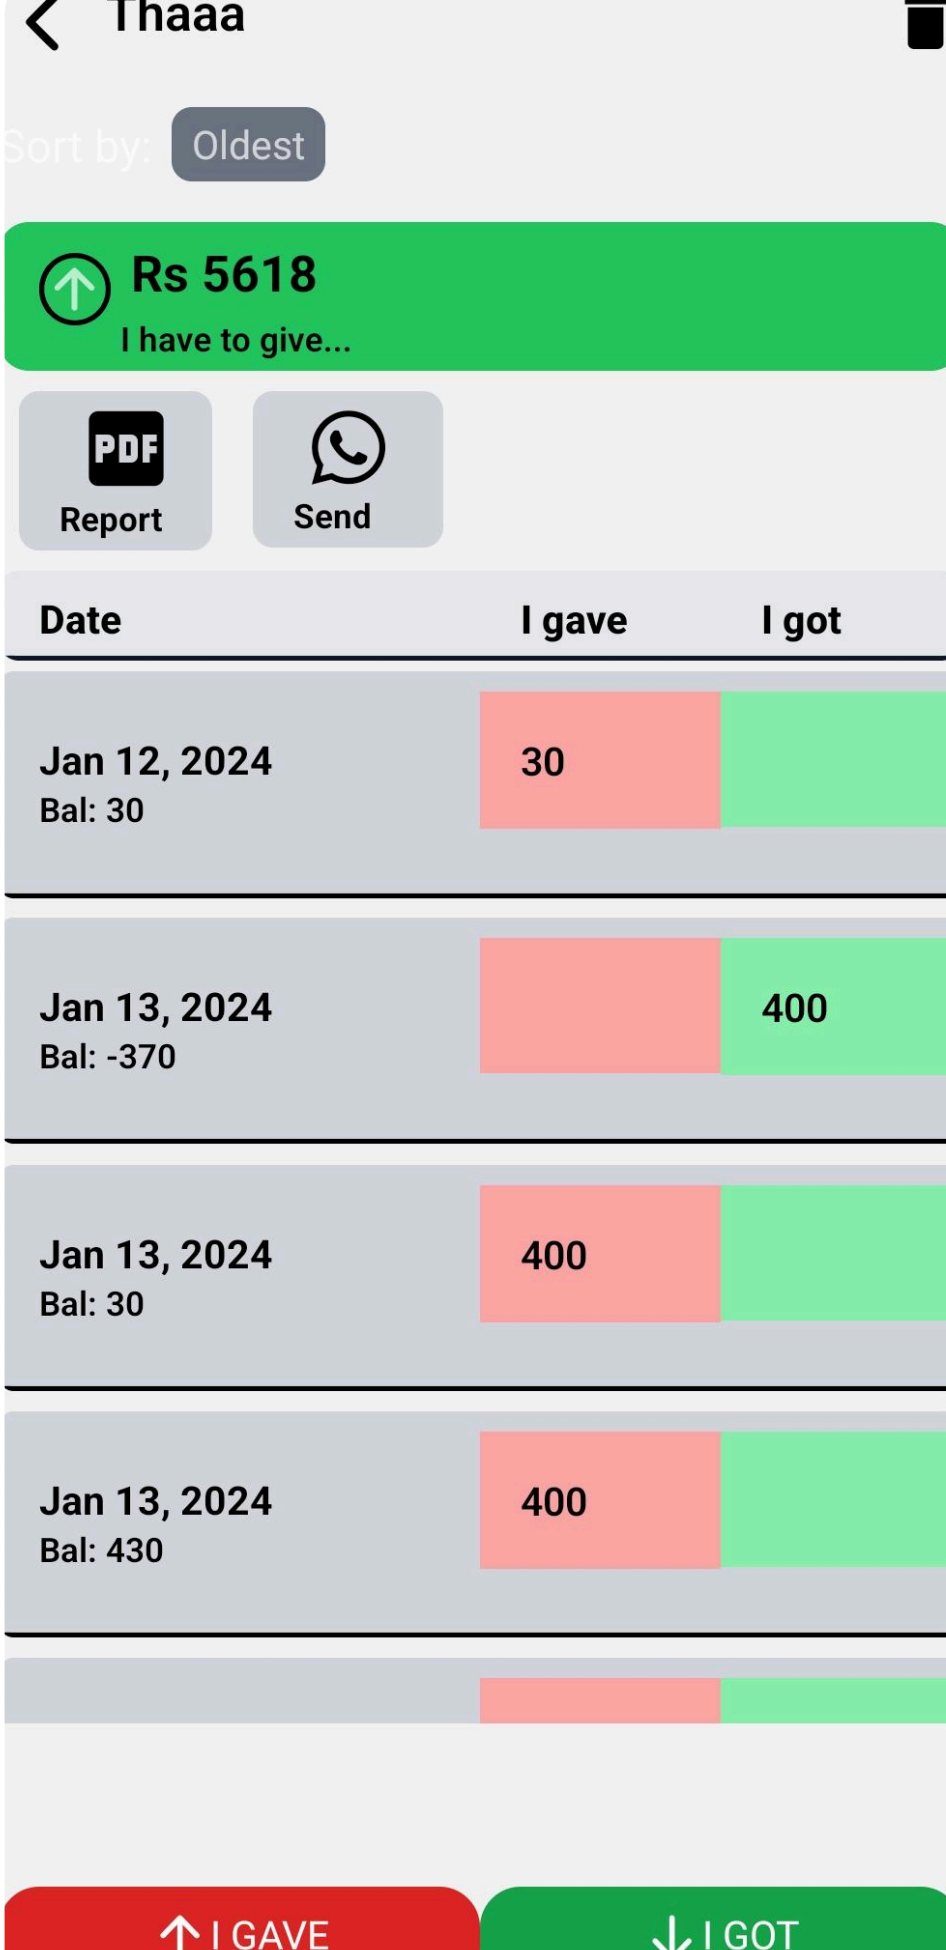 Thaaa
Sort by: Oldest
Rs 5618
I have to give...
PDF
Report
Send
Date I gave I got
Jan 12, 2024
30
Bal: 30
Jan 13, 2024
400
Bal: -370
Jan 13, 2024
400
Bal: 30
Jan 13, 2024
400
Bal: 430
I GAVE
I GOT